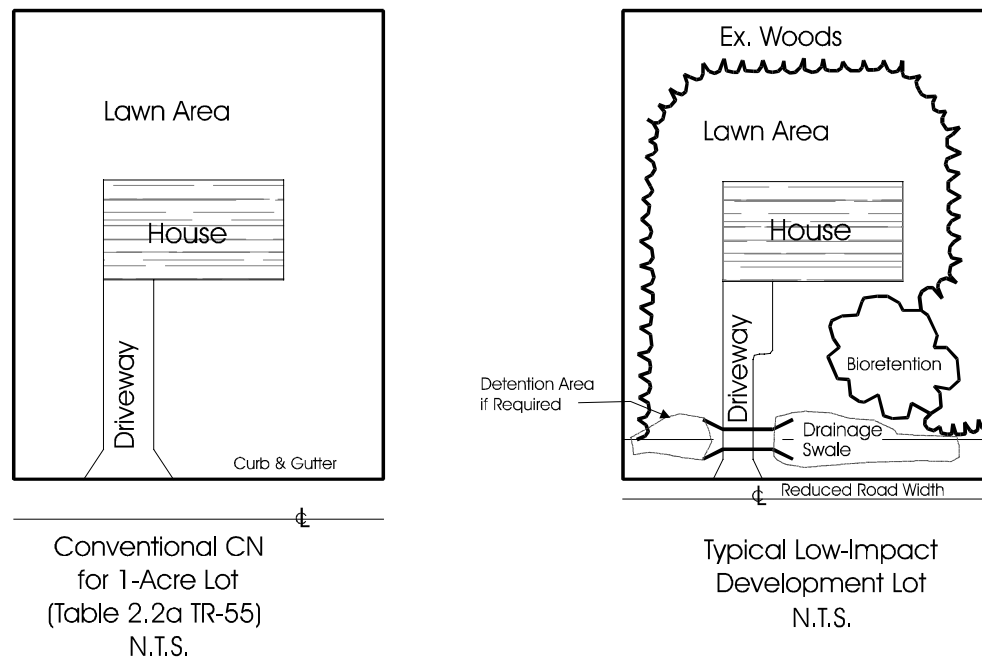 Lawn Area
House
Driveway
Curb & Gutter
℄
Conventional CN
for 1-Acre Lot
(Table 2.2a TR-55)
N.T.S.
Ex. Woods
Lawn Area
House
Driveway
Bioretention
Detention Area
if Required
Drainage
Swale
℄ Reduced Road Width
Typical Low-Impact
Development Lot
N.T.S.